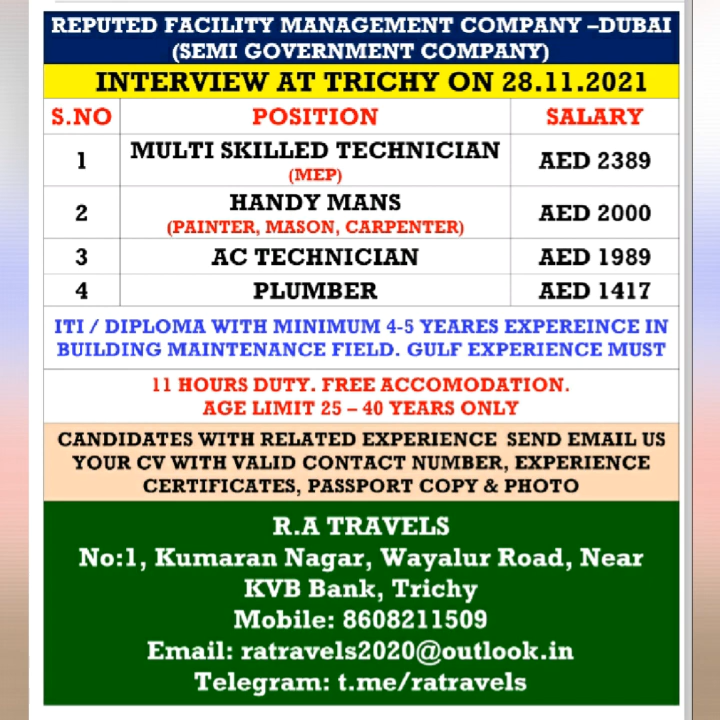 REPUTED FACILITY MANAGEMENT COMPANY –DUBAI
(SEMI GOVERNMENT COMPANY)
INTERVIEW AT TRICHY ON 28.11.2021
S.NO POSITION SALARY
1 MULTI SKILLED TECHNICIAN (MEP) AED 2389
2 HANDY MANS (PAINTER, MASON, CARPENTER) AED 2000
3 AC TECHNICIAN AED 1989
4 PLUMBER AED 1417
ITI / DIPLOMA WITH MINIMUM 4-5 YEARES EXPEREINCE IN
BUILDING MAINTENANCE FIELD. GULF EXPERIENCE MUST
11 HOURS DUTY. FREE ACCOMODATION.
AGE LIMIT 25 – 40 YEARS ONLY
CANDIDATES WITH RELATED EXPERIENCE SEND EMAIL US
YOUR CV WITH VALID CONTACT NUMBER, EXPERIENCE
CERTIFICATES, PASSPORT COPY & PHOTO
R.A TRAVELS
No:1, Kumaran Nagar, Wayalur Road, Near
KVB Bank, Trichy
Mobile: 8608211509
Email: ratravels2020@outlook.in
Telegram: t.me/ratravels